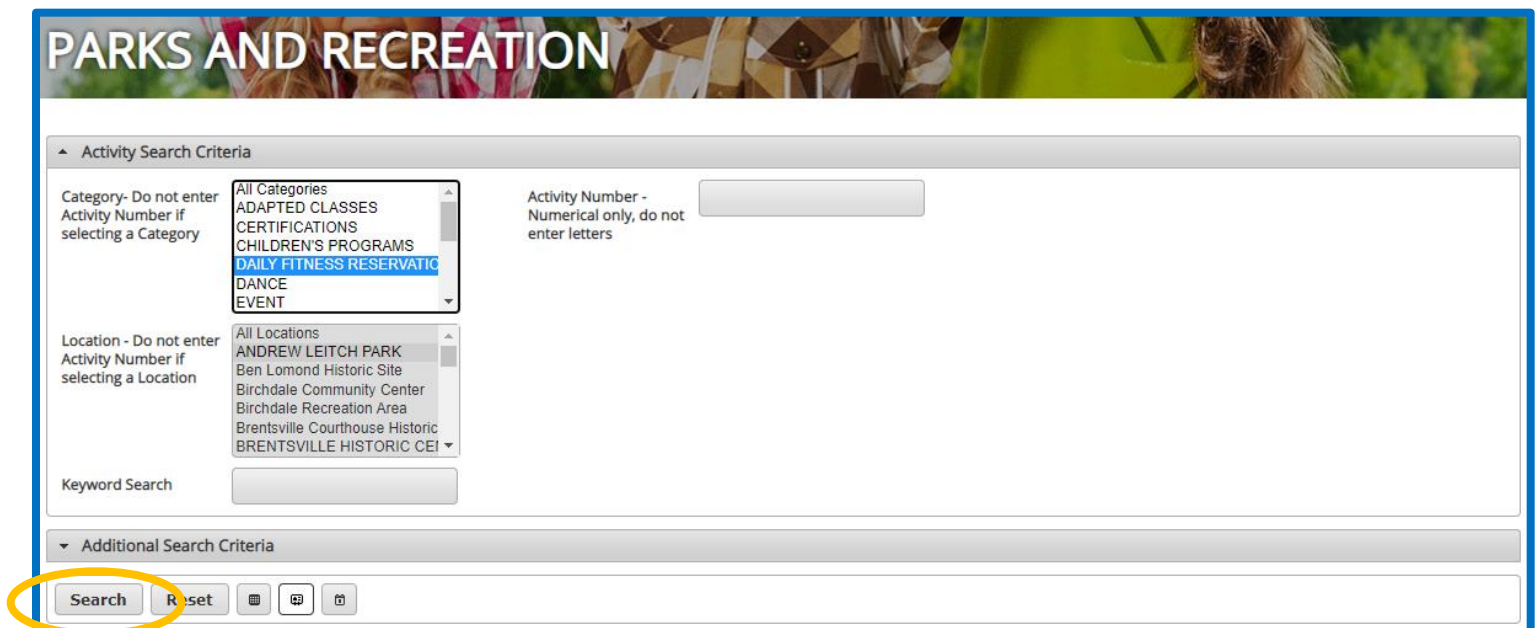 PARKS AND RECREATION
Activity Search Criteria
Category- Do not enter
Activity Number if
selecting a Category
All Categories
ADAPTED CLASSES
CERTIFICATIONS
CHILDREN'S PROGRAMS
DAILY FITNESS RESERVATIO
DANCE
EVENT
Activity Number -
Numerical only, do not
enter letters
Location - Do not enter
Activity Number if
selecting a Location
All Locations
ANDREW LEITCH PARK
Ben Lomond Historic Site
Birchdale Community Center
Birchdale Recreation Area
Brentsville Courthouse Historic
BRENTSVILLE HISTORIC CEN
Keyword Search
Additional Search Criteria
Search Reset